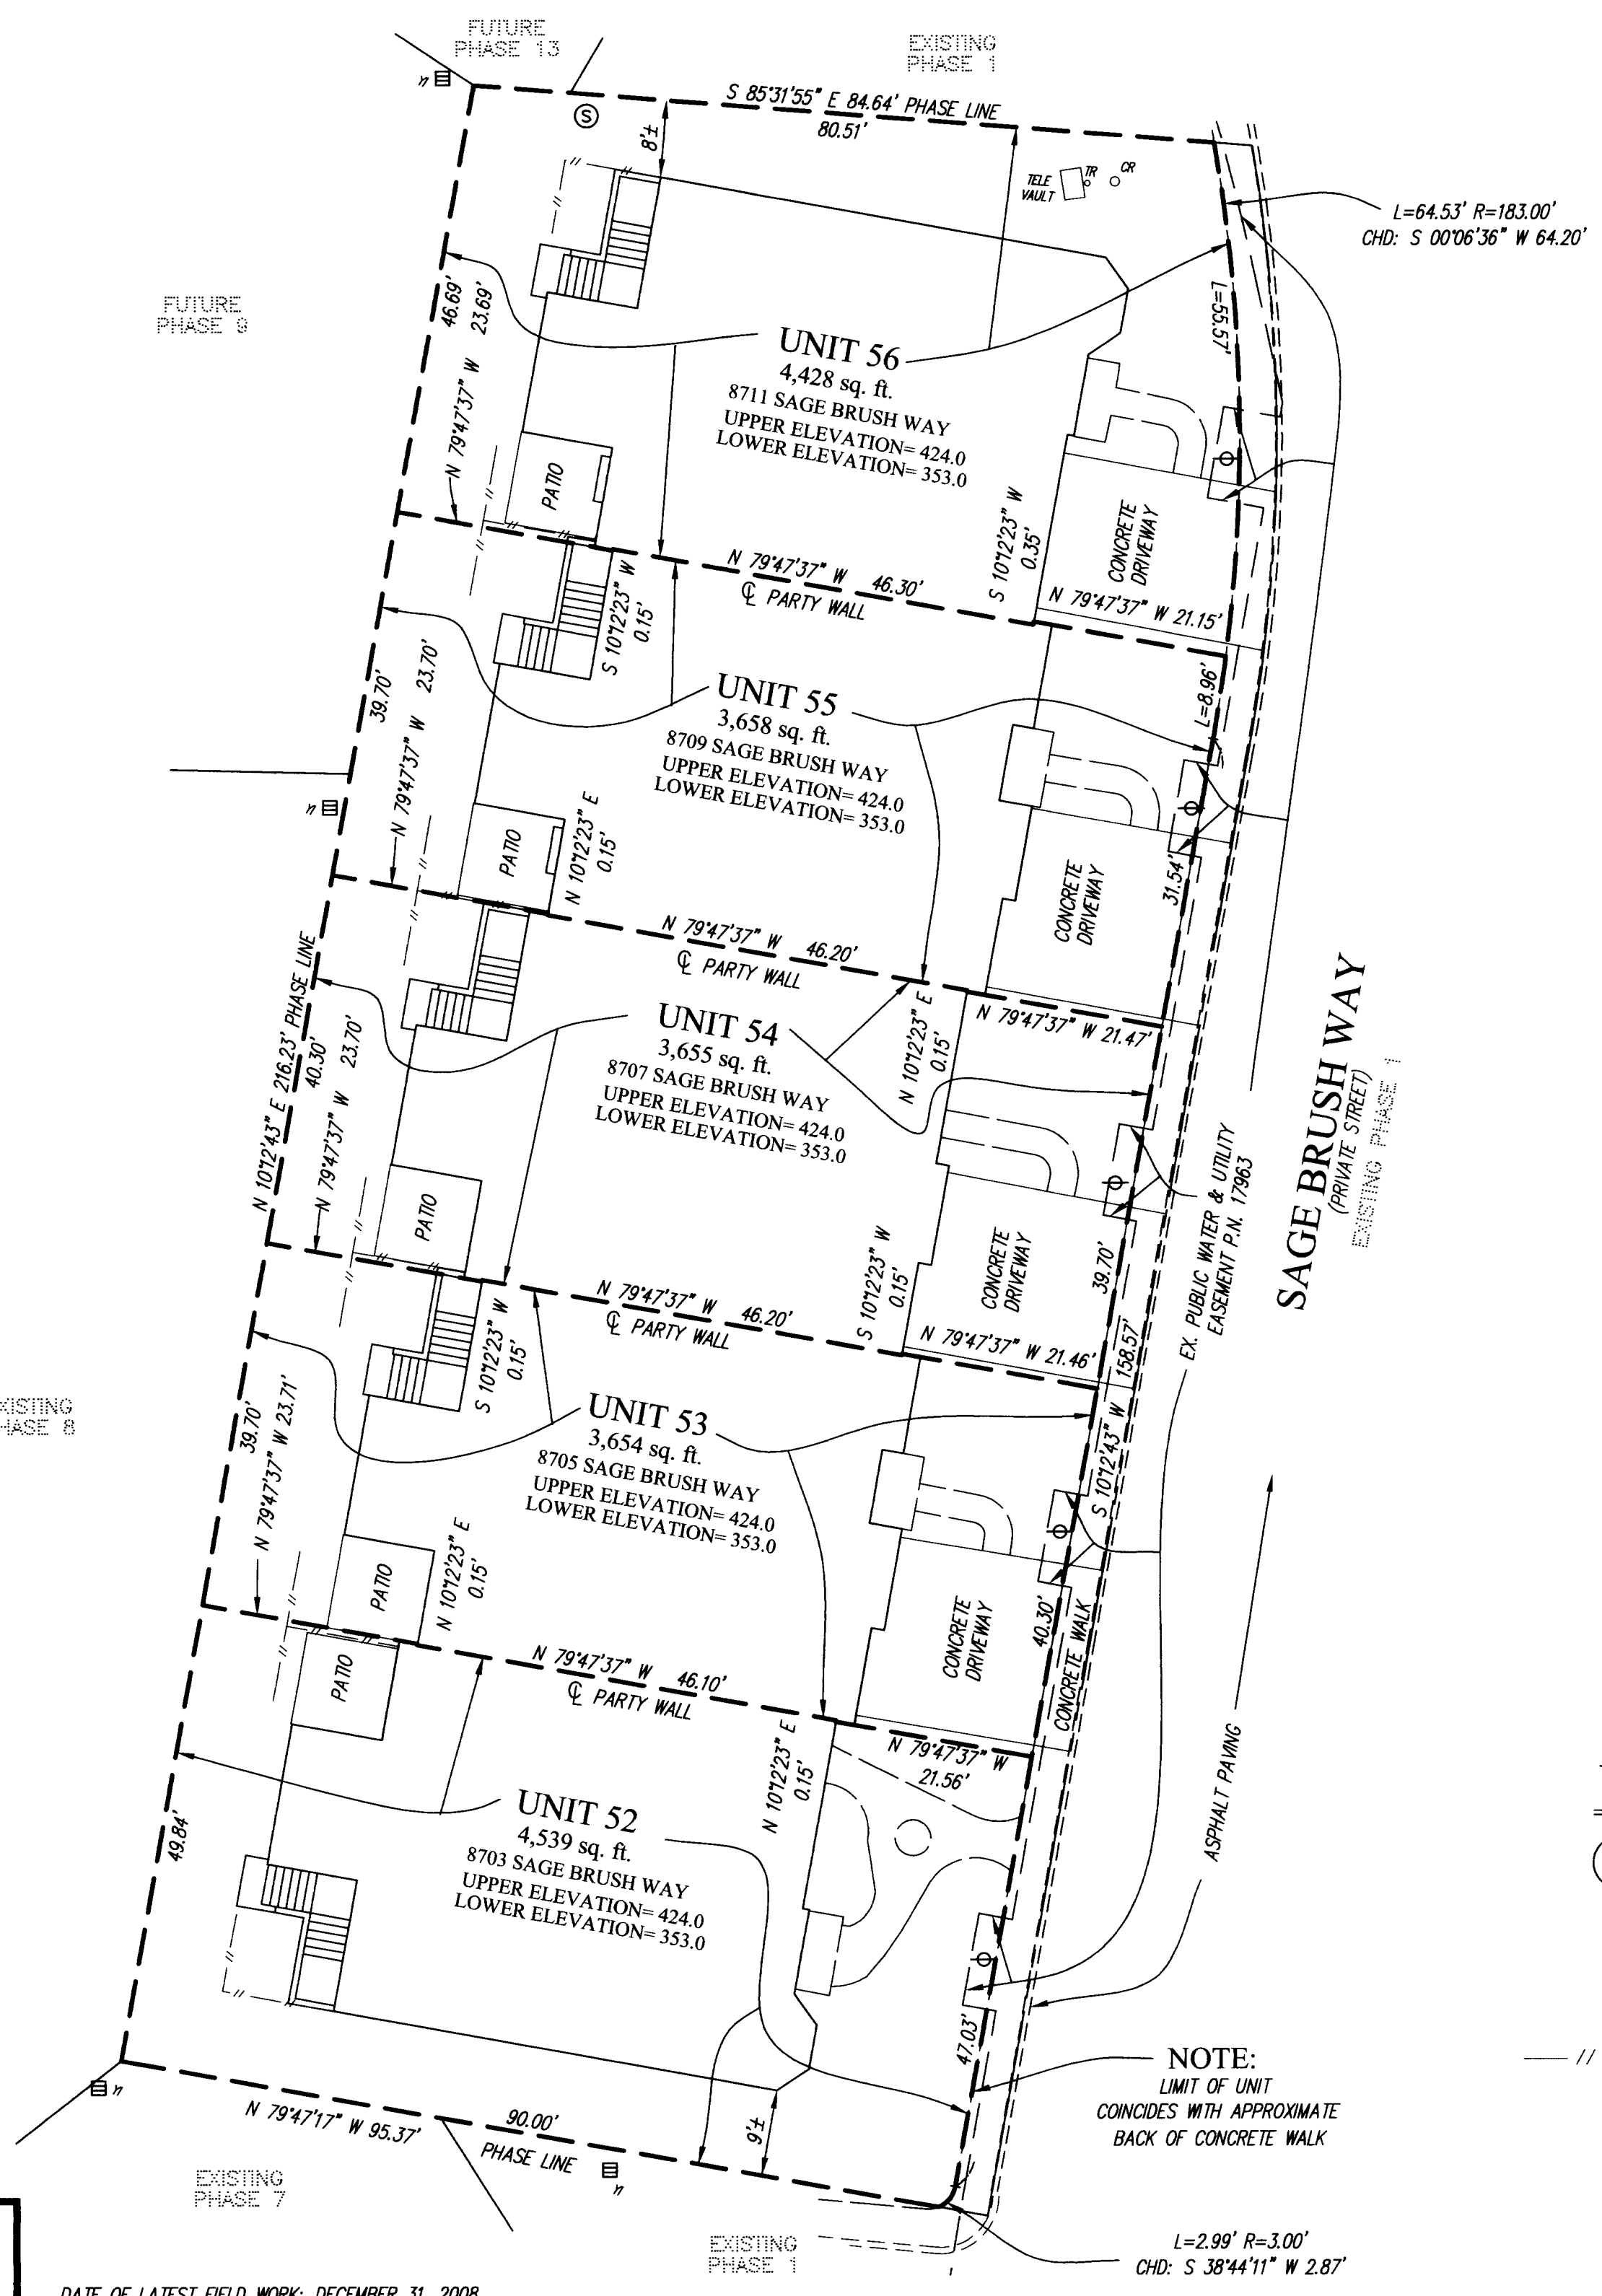 FUTURE
PHASE 13
EXISTING
PHASE 1
S 85°31'55" E 84.64' PHASE LINE
80.51'
S
8'±
TELE
VAULT
TR
CR
L=64.53' R=183.00'
CHD: S 00°06'36" W 64.20'
FUTURE
PHASE 9
46.69'
23.69'
N 79°47'37" W
L=55.57'
UNIT 56
4,428 sq. ft.
8711 SAGE BRUSH WAY
UPPER ELEVATION= 424.0
LOWER ELEVATION= 353.0
PATIO
CONCRETE
DRIVEWAY
S 10°12'23" W
0.35'
N 79°47'37" W 46.30'
℄ PARTY WALL
N 79°47'37" W 21.15'
S 10°12'23" W
0.15'
39.70'
N 79°47'37" W 23.70'
L=8.96'
UNIT 55
3,658 sq. ft.
8709 SAGE BRUSH WAY
UPPER ELEVATION= 424.0
LOWER ELEVATION= 353.0
PATIO
N 10°12'23" E
0.15'
CONCRETE
DRIVEWAY
31.54'
N 79°47'37" W 46.20'
℄ PARTY WALL
N 79°47'37" W 21.47'
N 10°12'23" E
0.15'
N 10°12'43" E 216.23' PHASE LINE
40.30'
N 79°47'37" W 23.70'
UNIT 54
3,655 sq. ft.
8707 SAGE BRUSH WAY
UPPER ELEVATION= 424.0
LOWER ELEVATION= 353.0
PATIO
CONCRETE
DRIVEWAY
39.70'
SAGE BRUSH WAY
(PRIVATE STREET)
EXISTING PHASE 1
EX. PUBLIC WATER & UTILITY
EASEMENT P.N. 17963
S 10°12'23" W
0.15'
N 79°47'37" W 46.20'
℄ PARTY WALL
N 79°47'37" W 21.46'
S 10°12'43" W 158.57'
S 10°12'23" W
0.15'
XISTING
HASE 8
39.70'
N 79°47'37" W 23.71'
UNIT 53
3,654 sq. ft.
8705 SAGE BRUSH WAY
UPPER ELEVATION= 424.0
LOWER ELEVATION= 353.0
PATIO
N 10°12'23" E
0.15'
CONCRETE
DRIVEWAY
40.30'
CONCRETE WALK
N 79°47'37" W 46.10'
℄ PARTY WALL
N 79°47'37" W
21.56'
PATIO
N 10°12'23" E
0.15'
ASPHALT PAVING
49.84'
UNIT 52
4,539 sq. ft.
8703 SAGE BRUSH WAY
UPPER ELEVATION= 424.0
LOWER ELEVATION= 353.0
47.03'
NOTE:
LIMIT OF UNIT
COINCIDES WITH APPROXIMATE
BACK OF CONCRETE WALK
N 79°47'17" W 95.37'
90.00'
PHASE LINE
9'±
EXISTING
PHASE 7
EXISTING
PHASE 1
L=2.99' R=3.00'
CHD: S 38°44'11" W 2.87'
DATE OF LATEST FIELD WORK: DECEMBER 31, 2008